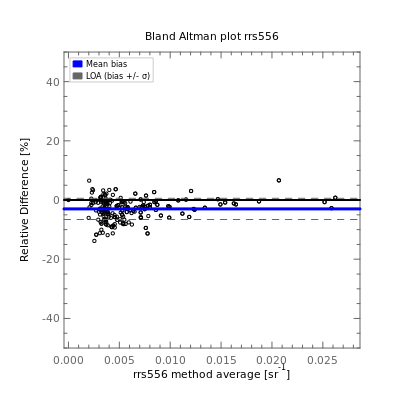 Bland Altman plot rrs556
Mean bias
LOA (bias +/- σ)
Relative Difference [%]
40
20
0
-20
-40
0.000 0.005 0.010 0.015 0.020 0.025
rrs556 method average [sr⁻¹]